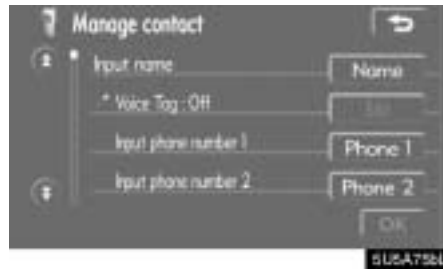 Manage contact
Input name
Name
* Voice Tag : Off
Input phone number 1
Phone 1
Input phone number 2
Phone 2
OK